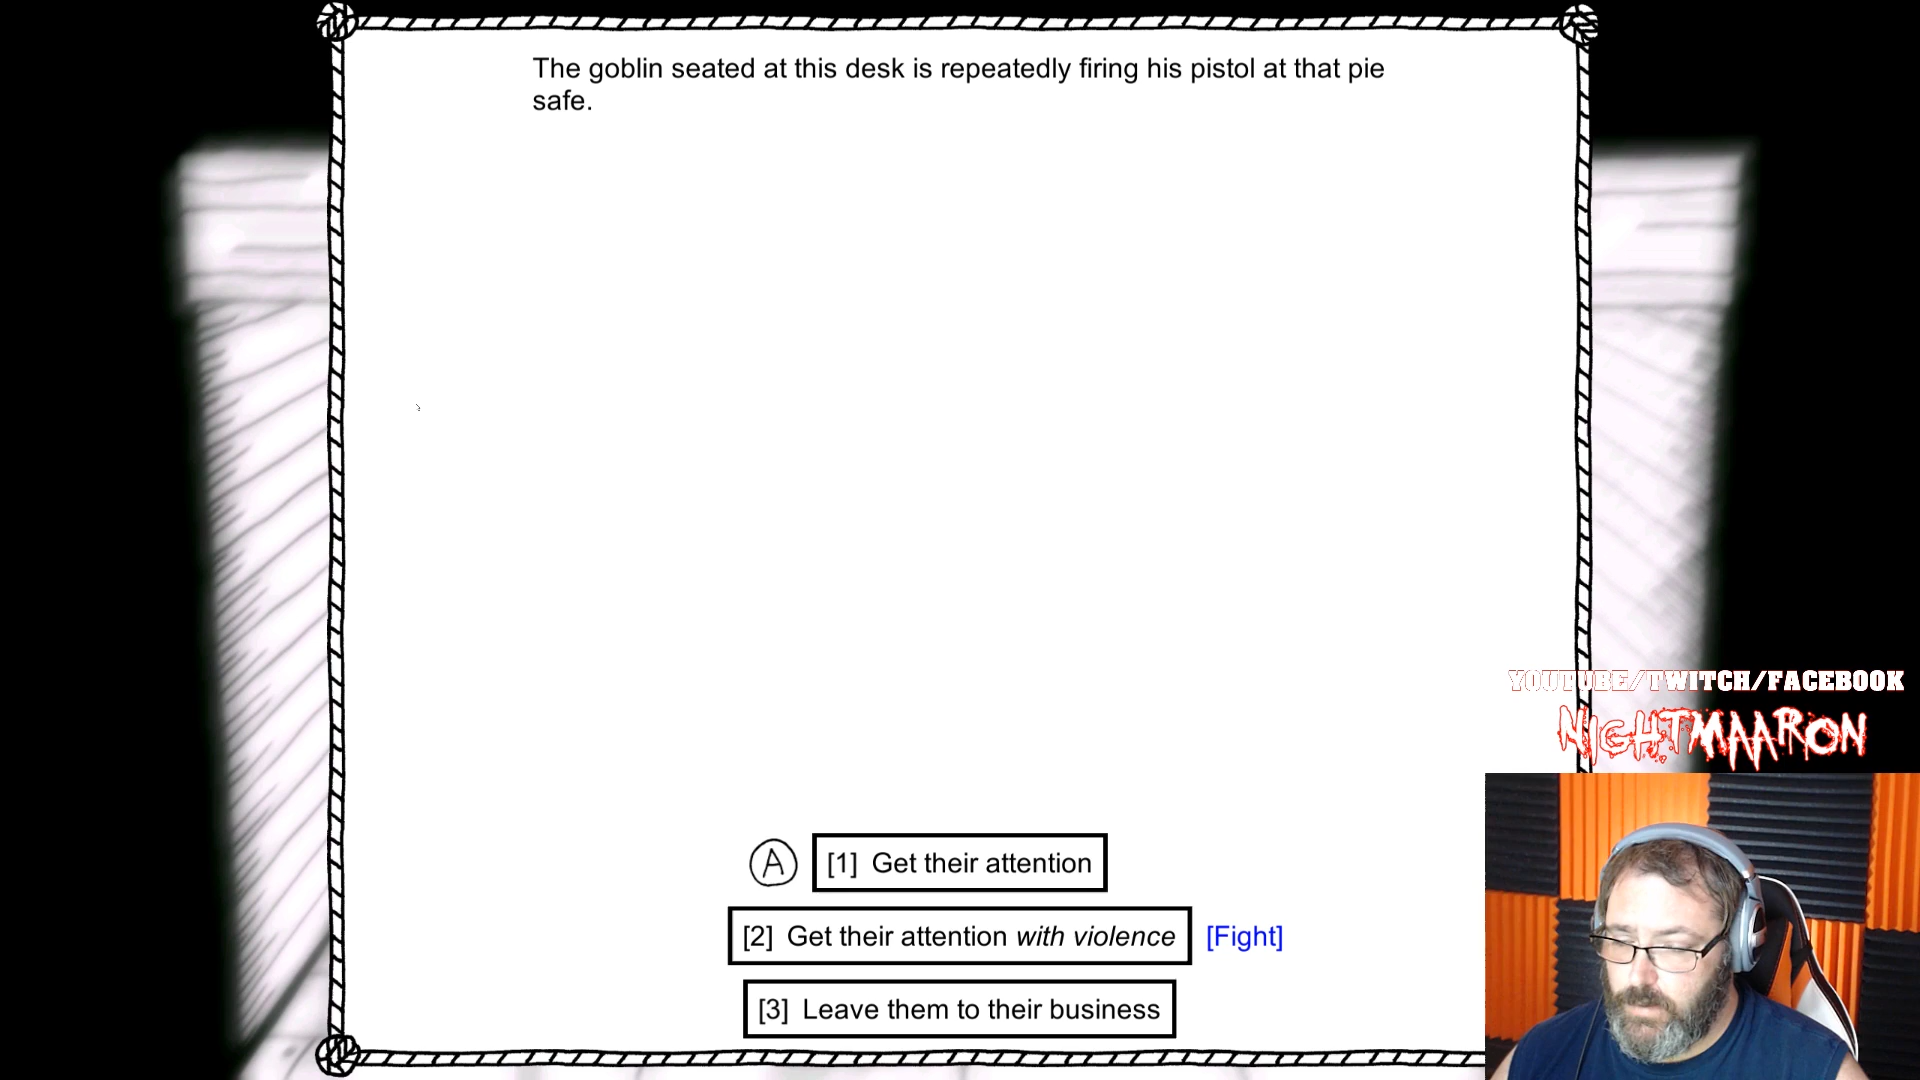 The goblin seated at this desk is repeatedly firing his pistol at that pie
safe.
A [1] Get their attention
[2] Get their attention with violence [Fight]
[3] Leave them to their business
YOUTUBE/TWITCH/FACEBOOK
NIGHTMAARON